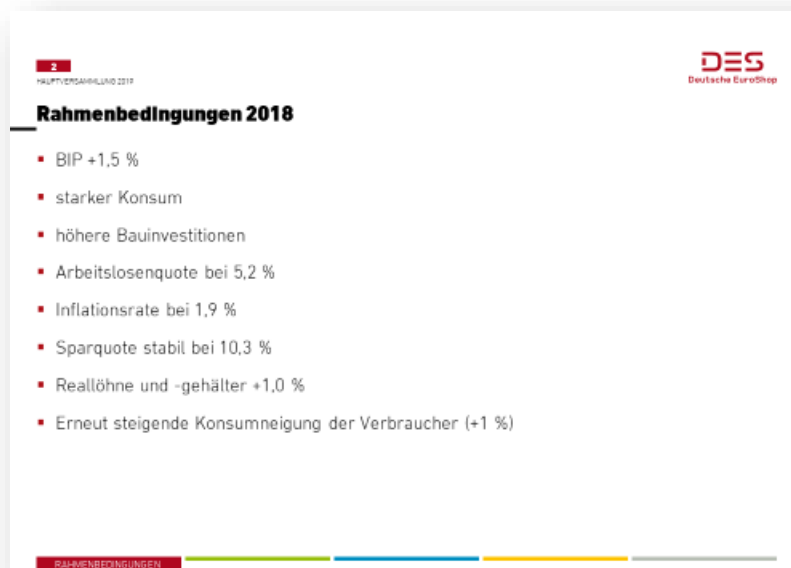 2
HAUPTVERSAMMLUNG 2019
DES
Deutsche EuroShop
Rahmenbedingungen 2018
BIP +1,5 %
starker Konsum
höhere Bauinvestitionen
Arbeitslosenquote bei 5,2 %
Inflationsrate bei 1,9 %
Sparquote stabil bei 10,3 %
Reallöhne und -gehälter +1,0 %
Erneut steigende Konsumneigung der Verbraucher (+1 %)
RAHMENBEDINGUNGEN